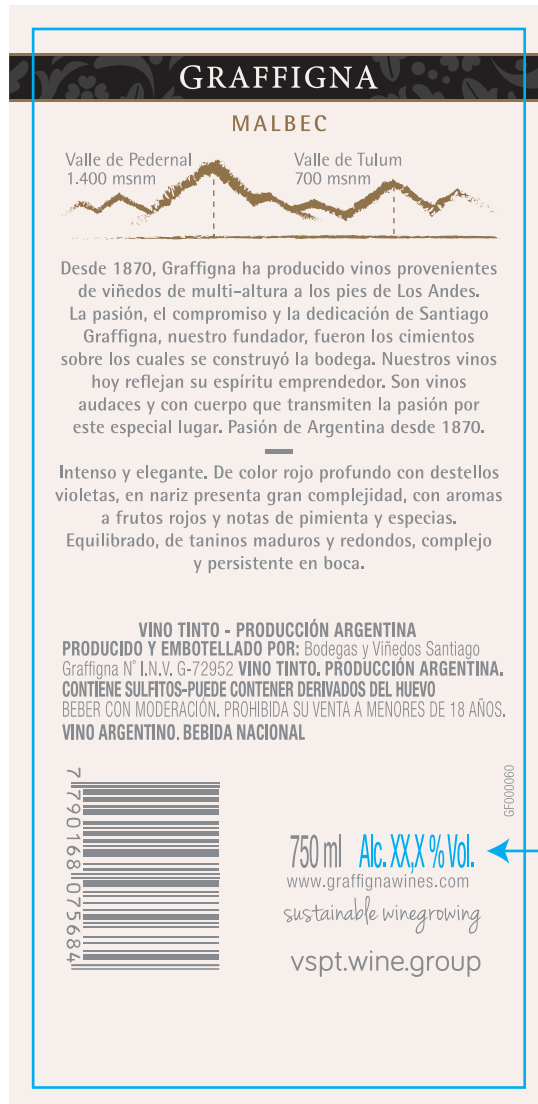 GRAFFIGNA
MALBEC
Valle de Pedernal
1.400 msnm
Valle de Tulum
700 msnm
Desde 1870, Graffigna ha producido vinos provenientes
de viñedos de multi-altura a los pies de Los Andes.
La pasión, el compromiso y la dedicación de Santiago
Graffigna, nuestro fundador, fueron los cimientos
sobre los cuales se construyó la bodega. Nuestros vinos
hoy reflejan su espíritu emprendedor. Son vinos
audaces y con cuerpo que transmiten la pasión por
este especial lugar. Pasión de Argentina desde 1870.
Intenso y elegante. De color rojo profundo con destellos
violetas, en nariz presenta gran complejidad, con aromas
a frutos rojos y notas de pimienta y especias.
Equilibrado, de taninos maduros y redondos, complejo
y persistente en boca.
VINO TINTO - PRODUCCIÓN ARGENTINA
PRODUCIDO Y EMBOTELLADO POR: Bodegas y Viñedos Santiago
Graffigna N° I.N.V. G-72952 VINO TINTO. PRODUCCIÓN ARGENTINA.
CONTIENE SULFITOS-PUEDE CONTENER DERIVADOS DEL HUEVO
BEBER CON MODERACIÓN. PROHIBIDA SU VENTA A MENORES DE 18 AÑOS.
VINO ARGENTINO. BEBIDA NACIONAL
7 790168 075684
GF000060
750 ml Alc. XX,X % Vol.
www.graffignawines.com
sustainable winegrowing
vspt.wine.group